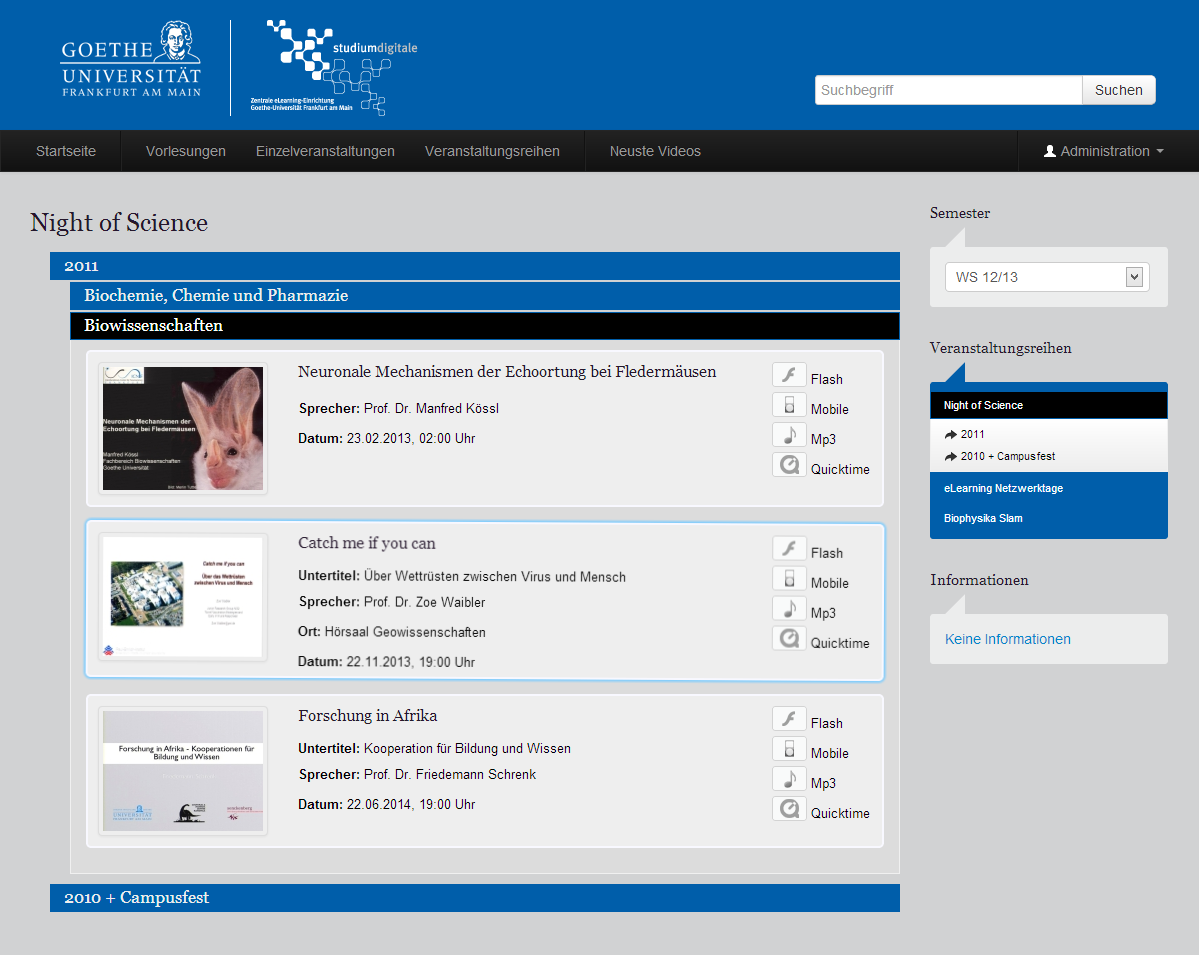 GOETHE
UNIVERSITÄT
FRANKFURT AM MAIN
studiumdigitale
Zentrale eLearning-Einrichtung
Goethe-Universität Frankfurt am Main
Suchbegriff
Suchen
Startseite
Vorlesungen
Einzelveranstaltungen
Veranstaltungsreihen
Neuste Videos
Administration
Night of Science
2011
Biochemie, Chemie und Pharmazie
Biowissenschaften
Neuronale Mechanismen der
Echoortung bei Fledermäusen
Manfred Kössl
Fachbereich Biowissenschaften
Goethe Universität
Neuronale Mechanismen der Echoortung bei Fledermäusen
Sprecher: Prof. Dr. Manfred Kössl
Datum: 23.02.2013, 02:00 Uhr
Flash
Mobile
Mp3
Quicktime
Catch me if you can
Über das Wettrüsten
zwischen Virus und Mensch
Catch me if you can
Untertitel: Über Wettrüsten zwischen Virus und Mensch
Sprecher: Prof. Dr. Zoe Waibler
Ort: Hörsaal Geowissenschaften
Datum: 22.11.2013, 19:00 Uhr
Flash
Mobile
Mp3
Quicktime
Forschung in Afrika - Kooperationen für
Bildung und Wissen
UNIVERSITÄT
senckenberg
Forschung in Afrika
Untertitel: Kooperation für Bildung und Wissen
Sprecher: Prof. Dr. Friedemann Schrenk
Datum: 22.06.2014, 19:00 Uhr
Flash
Mobile
Mp3
Quicktime
2010 + Campusfest
Semester
WS 12/13
Veranstaltungsreihen
Night of Science
2011
2010 + Campusfest
eLearning Netzwerktage
Biophysika Slam
Informationen
Keine Informationen